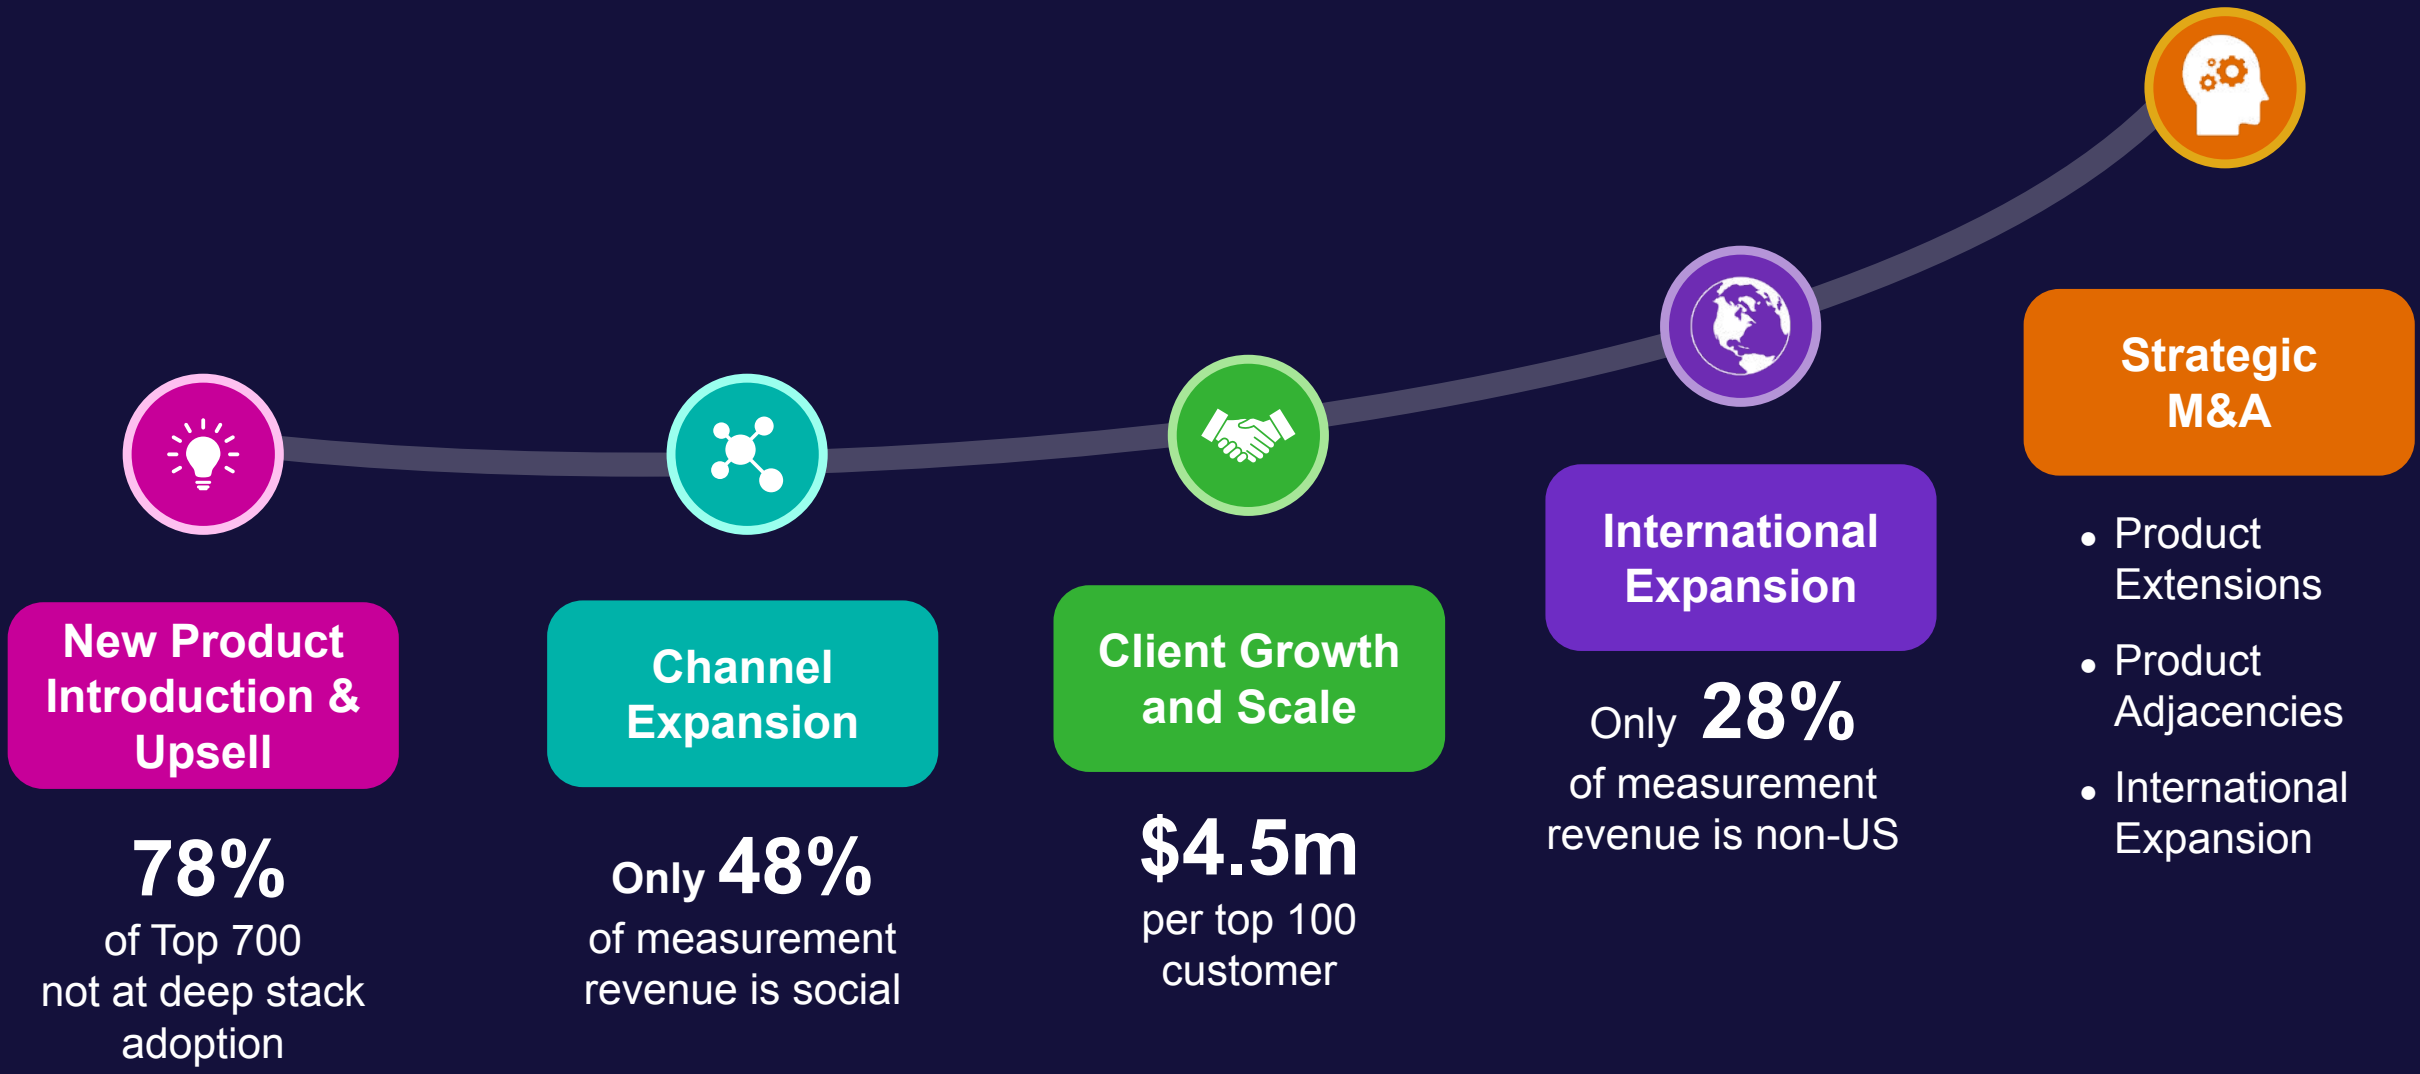 New Product
Introduction &
Upsell
78%
of Top 700
not at deep stack
adoption
Channel
Expansion
Only 48%
of measurement
revenue is social
Client Growth
and Scale
$4.5m
per top 100
customer
International
Expansion
Only 28%
of measurement
revenue is non-US
Strategic
M&A
• Product
Extensions
• Product
Adjacencies
• International
Expansion